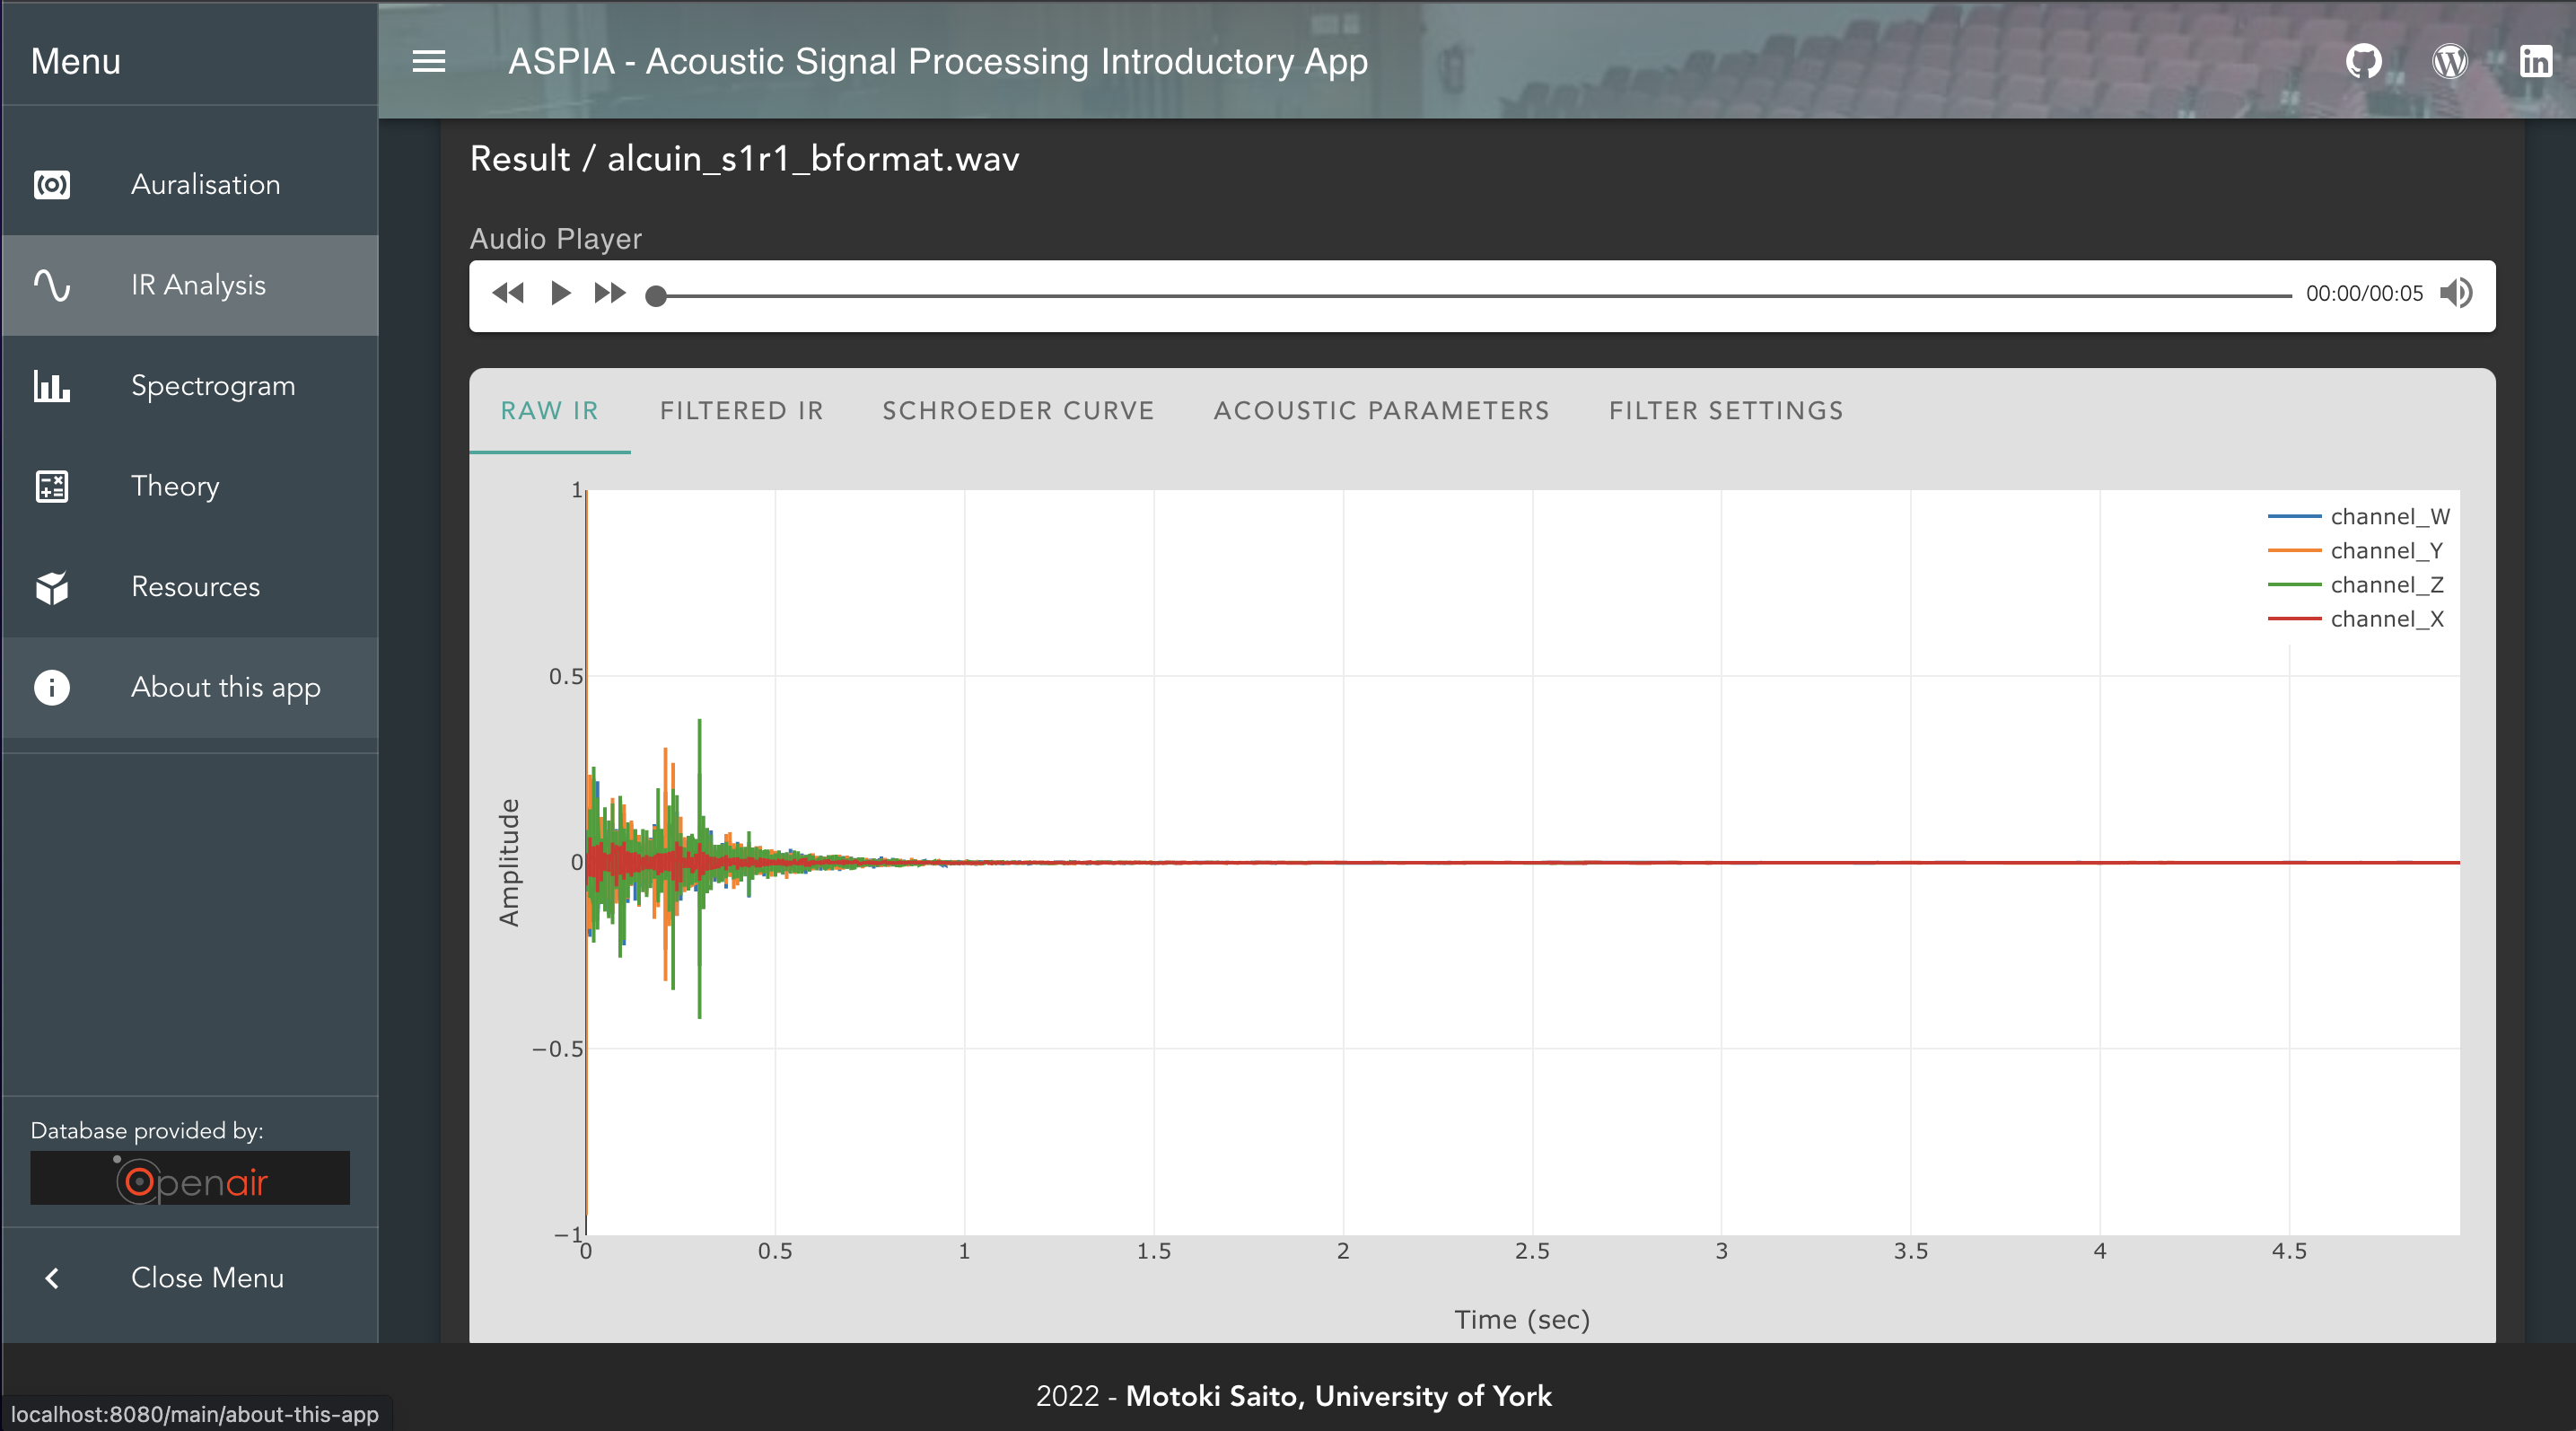 Menu
ASPIA - Acoustic Signal Processing Introductory App
Auralisation
IR Analysis
Spectrogram
Theory
Resources
About this app
Database provided by:
Openair
Close Menu
localhost:8080/main/about-this-app
Result / alcuin_s1r1_bformat.wav
Audio Player
00:00/00:05
RAW IR FILTERED IR SCHROEDER CURVE ACOUSTIC PARAMETERS FILTER SETTINGS
channel_W
channel_Y
channel_Z
channel_X
Amplitude
1
0.5
0
−0.5
−1
0 0.5 1 1.5 2 2.5 3 3.5 4 4.5
Time (sec)
2022 - Motoki Saito, University of York